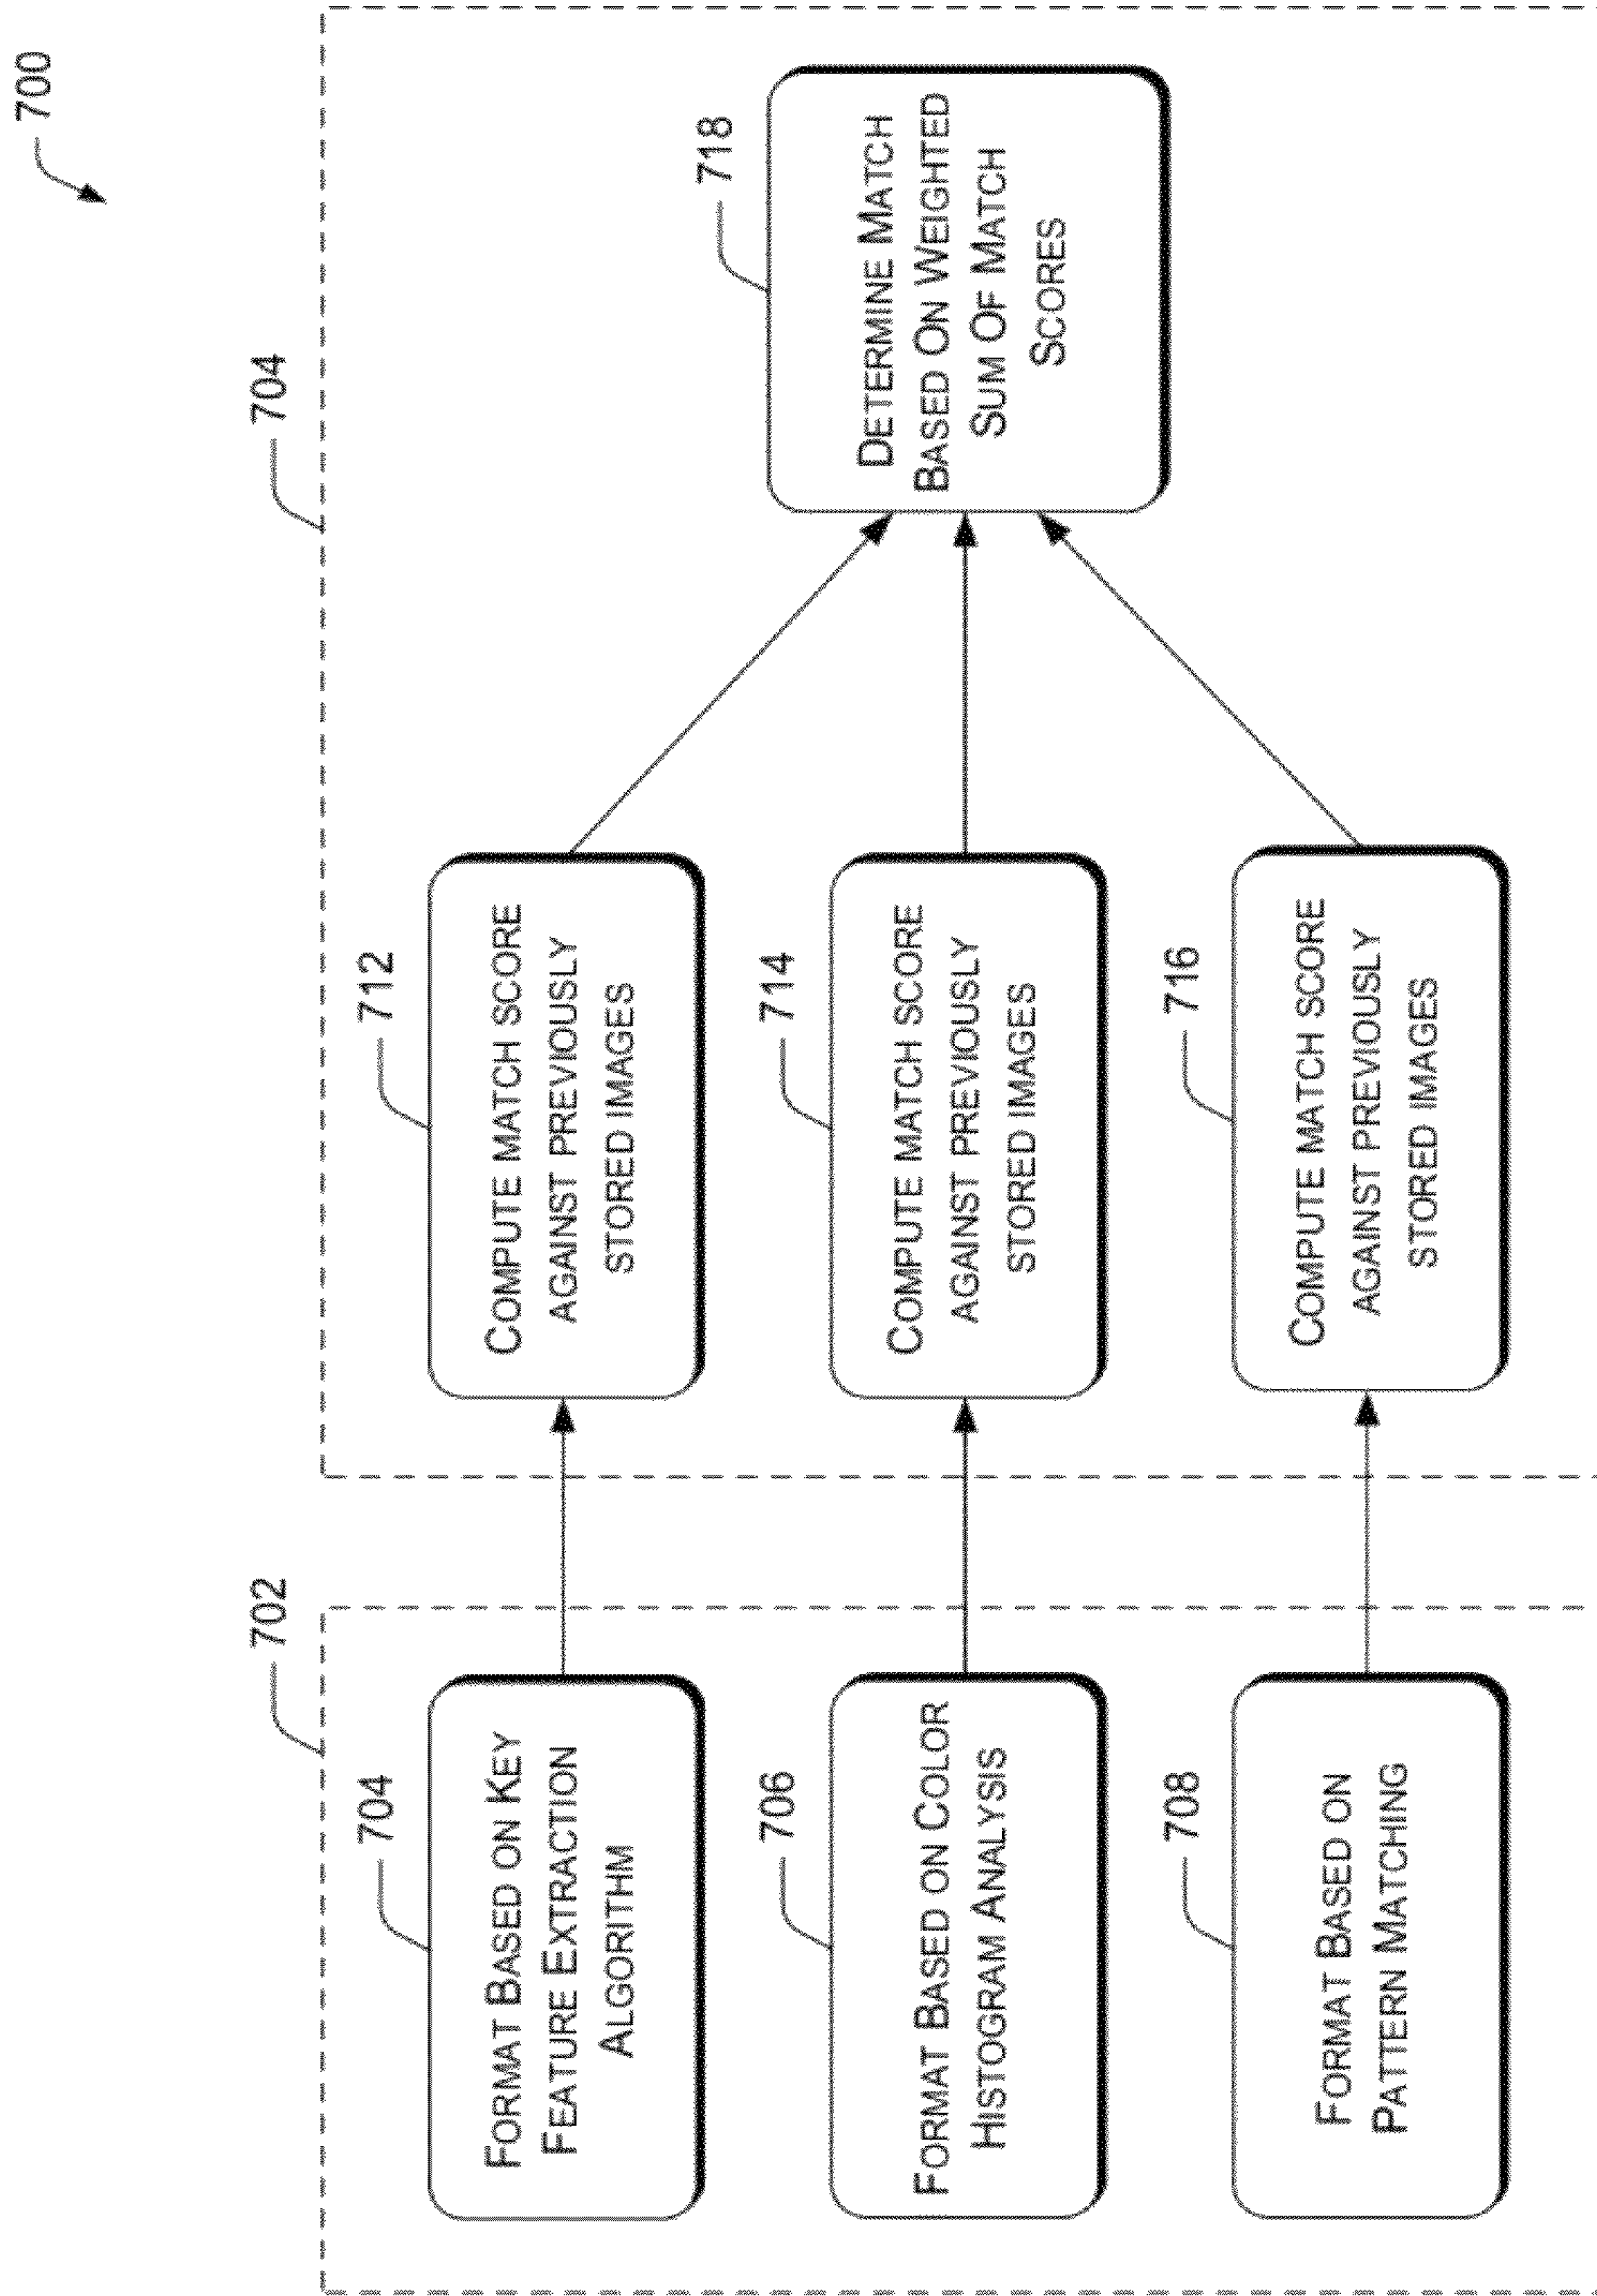 700
702
704
704
FORMAT BASED ON KEY
FEATURE EXTRACTION
ALGORITHM
712
COMPUTE MATCH SCORE
AGAINST PREVIOUSLY
STORED IMAGES
706
FORMAT BASED ON COLOR
HISTOGRAM ANALYSIS
714
COMPUTE MATCH SCORE
AGAINST PREVIOUSLY
STORED IMAGES
718
DETERMINE MATCH
BASED ON WEIGHTED
SUM OF MATCH
SCORES
708
FORMAT BASED ON
PATTERN MATCHING
716
COMPUTE MATCH SCORE
AGAINST PREVIOUSLY
STORED IMAGES